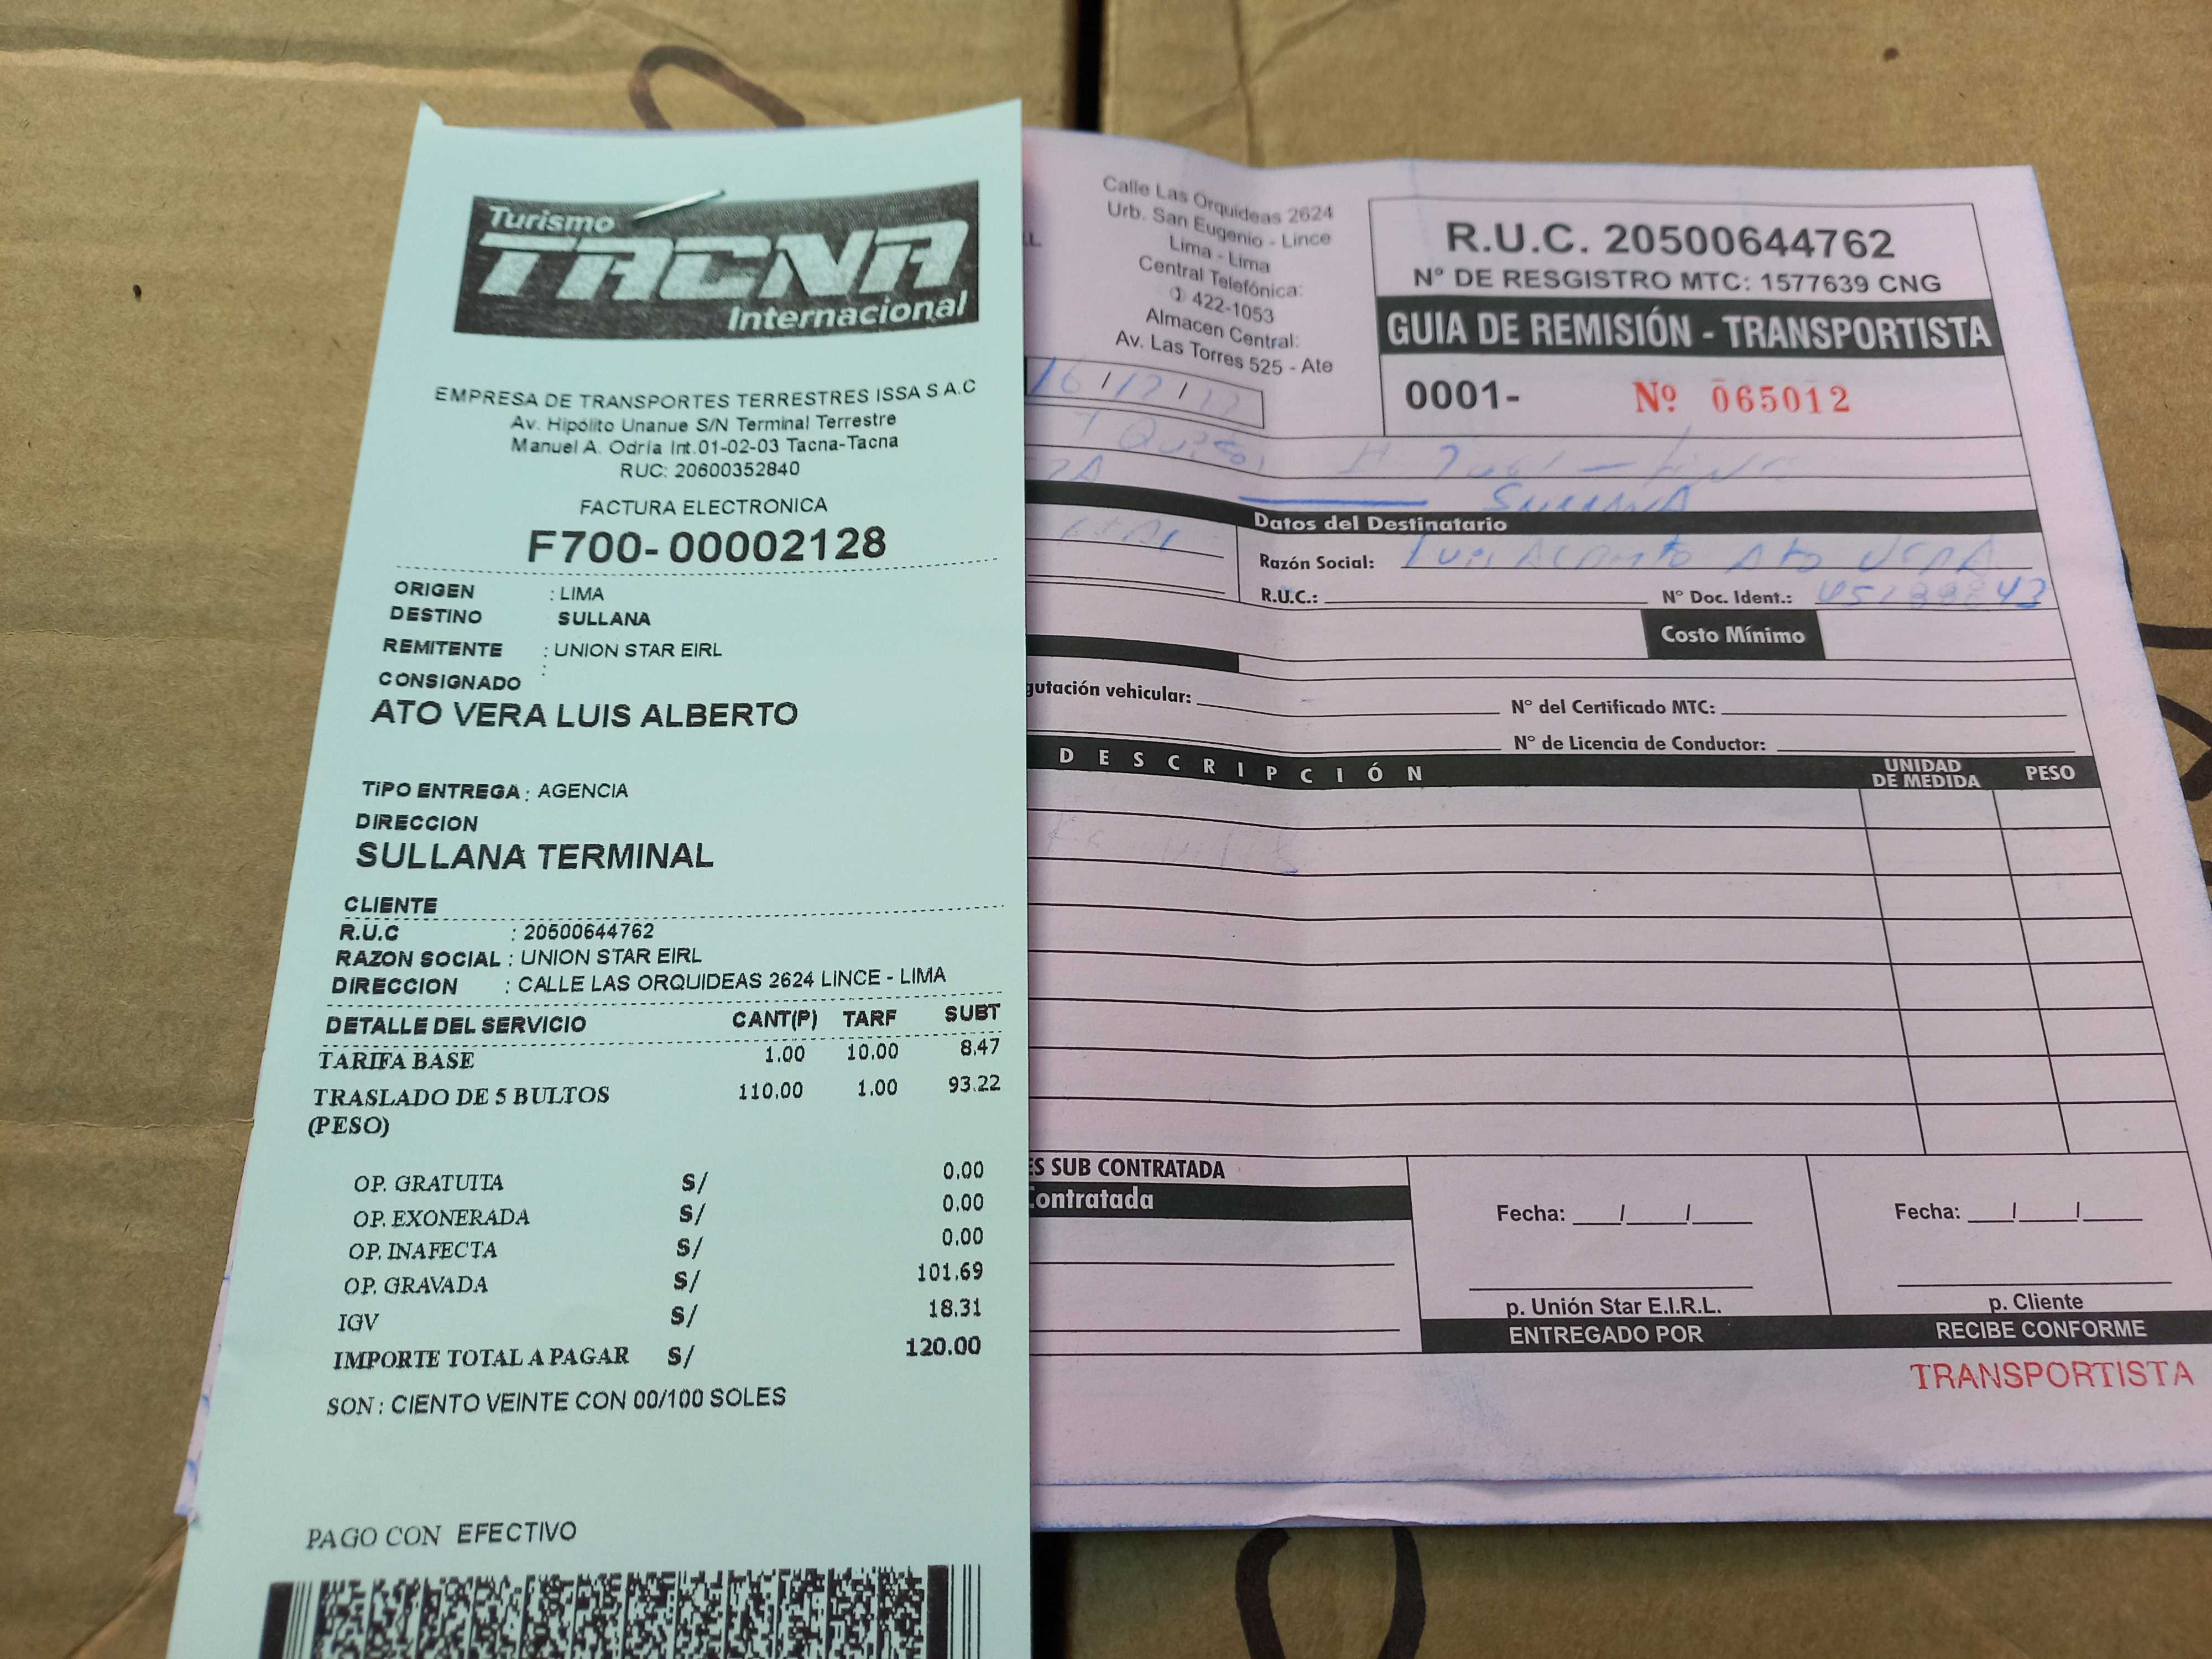 Turismo
TACNA
Internacional
EMPRESA DE TRANSPORTES TERRESTRES ISSA S.A.C
Av. Hipólito Unanue S/N Terminal Terrestre
Manuel A. Odría Int.01-02-03 Tacna-Tacna
RUC: 20600352840
FACTURA ELECTRONICA
F700-00002128
ORIGEN : LIMA
DESTINO SULLANA
REMITENTE : UNION STAR EIRL
:
CONSIGNADO
ATO VERA LUIS ALBERTO
TIPO ENTREGA : AGENCIA
DIRECCION
SULLANA TERMINAL
CLIENTE
R.U.C : 20500644762
RAZON SOCIAL : UNION STAR EIRL
DIRECCION : CALLE LAS ORQUIDEAS 2624 LINCE - LIMA
DETALLE DEL SERVICIO CANT(P) TARF SUBT
TARIFA BASE 1.00 10.00 8.47
TRASLADO DE 5 BULTOS 110.00 1.00 93.22
(PESO)
OP. GRATUITA S/ 0.00
OP. EXONERADA S/ 0.00
OP. INAFECTA S/ 0.00
OP. GRAVADA S/ 101.69
IGV S/ 18.31
IMPORTE TOTAL A PAGAR S/ 120.00
SON : CIENTO VEINTE CON 00/100 SOLES
PAGO CON EFECTIVO
Calle Las Orquideas 2624
Urb. San Eugenio - Lince
Lima - Lima
Central Telefónica:
422-1053
Almacen Central:
Av. Las Torres 525 - Ate
R.U.C. 20500644762
N° DE RESGISTRO MTC: 1577639 CNG
GUIA DE REMISIÓN - TRANSPORTISTA
0001- Nº 065012
16 / 12 /
SULLANA
Datos del Destinatario
Razón Social: Luis Alberto Ato Vera
R.U.C.: N° Doc. Ident.:
Costo Mínimo
gutación vehicular: N° del Certificado MTC:
N° de Licencia de Conductor:
DESCRIPCIÓN UNIDAD DE MEDIDA PESO
ES SUB CONTRATADA
Contratada
Fecha: / / Fecha: / /
p. Unión Star E.I.R.L. p. Cliente
ENTREGADO POR RECIBE CONFORME
TRANSPORTISTA